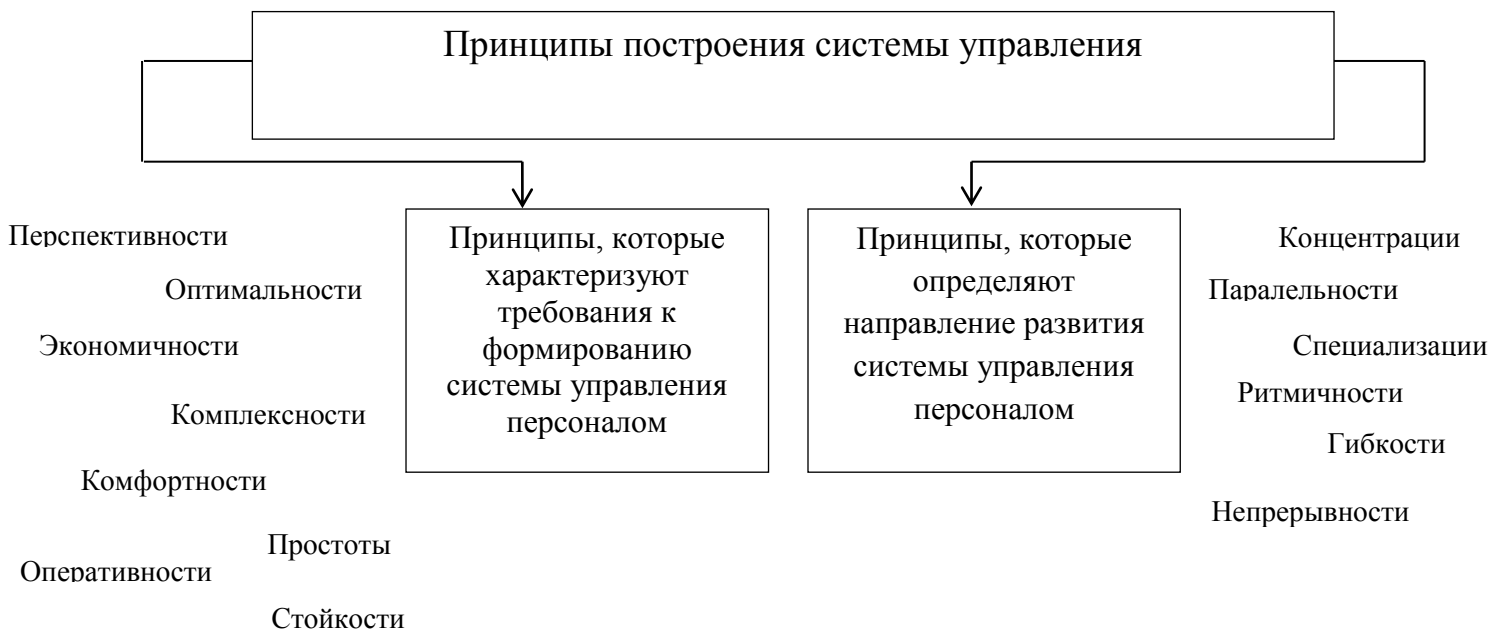 Принципы построения системы управления
Перспективности
Оптимальности
Экономичности
Комплексности
Комфортности
Простоты
Оперативности
Стойкости
Принципы, которые
характеризуют
требования к
формированию
системы управления
персоналом
Принципы, которые
определяют
направление развития
системы управления
персоналом
Концентрации
Паралельности
Специализации
Ритмичности
Гибкости
Непрерывности